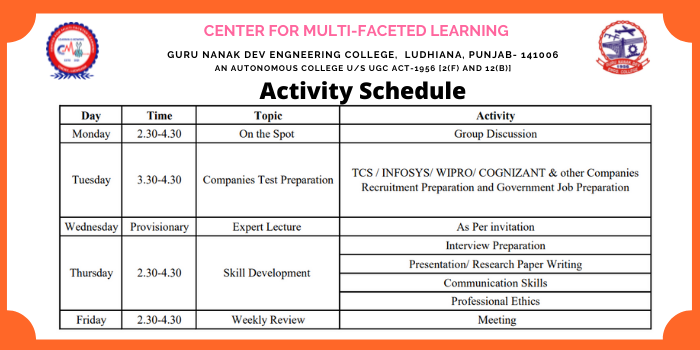 CENTER FOR MULTI-FACETED LEARNING
GURU NANAK DEV ENGNEERING COLLEGE, LUDHIANA, PUNJAB- 141006
AN AUTONOMOUS COLLEGE U/S UGC ACT-1956 [2(F) AND 12(B)]
Activity Schedule
Day Time Topic Activity
Monday 2.30-4.30 On the Spot Group Discussion
Tuesday 3.30-4.30 Companies Test Preparation TCS / INFOSYS/ WIPRO/ COGNIZANT & other Companies
Recruitment Preparation and Government Job Preparation
Wednesday Provisionary Expert Lecture As Per invitation
Thursday 2.30-4.30 Skill Development Interview Preparation
Presentation/ Research Paper Writing
Communication Skills
Professional Ethics
Friday 2.30-4.30 Weekly Review Meeting